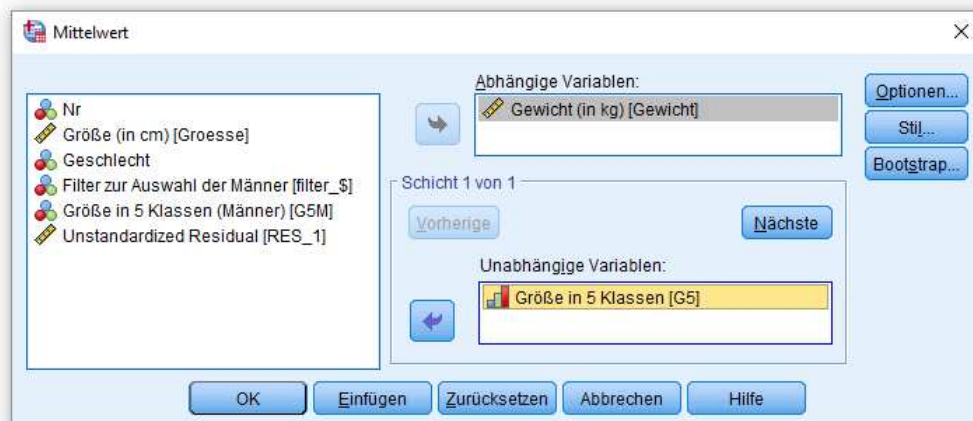 Mittelwert
Nr
Größe (in cm) [Groesse]
Geschlecht
Filter zur Auswahl der Männer [filter_$]
Größe in 5 Klassen (Männer) [G5M]
Unstandardized Residual [RES_1]
Abhängige Variablen:
Gewicht (in kg) [Gewicht]
Schicht 1 von 1
Vorherige
Nächste
Unabhängige Variablen:
Größe in 5 Klassen [G5]
Optionen...
Stil...
Bootstrap...
OK
Einfügen
Zurücksetzen
Abbrechen
Hilfe